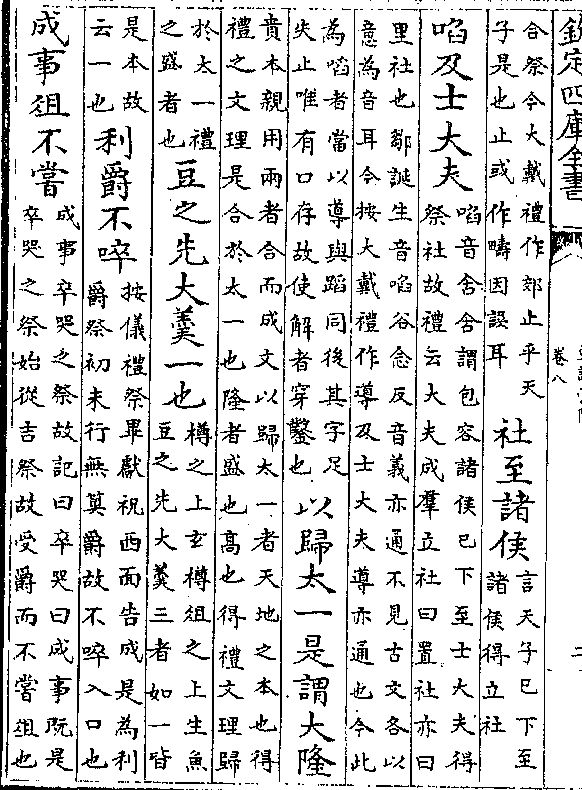 欽定四庫全書
卷八
二
合祭今大戴禮作郊止乎天
子是也止或作疇因誤耳
社至諸侯
言天子已下至
諸侯得立社
啗及士大夫
啗音含含謂包容諸侯已下至士大夫得
祭社故禮云大夫成羣立社曰置社亦曰
里社也鄒誕生音啗谷念反音義亦通不見古文各以
意為音耳今按大戴禮作導及士大夫導亦通也今此
為啗者當以導與蹈同後其字足
失止唯有口存故使解者穿鑿也
以歸太一是謂大隆
貴本親用兩者合而成文以歸太一者天地之本也得
禮之文理是合於太一也隆者盛也高也得禮文理歸
於太一禮
之盛者也
豆之先大羹一也
樽之上玄樽俎之上生魚
豆之先大羹三者如一皆
是本故
云一也
利爵不啐
按儀禮祭畢獻祝西面告成是為利
爵祭初未行無奠爵故不啐入口也
成事俎不嘗
成事卒哭之祭故記曰卒哭曰成事既是
卒哭之祭始從吉祭故受爵而不嘗俎也